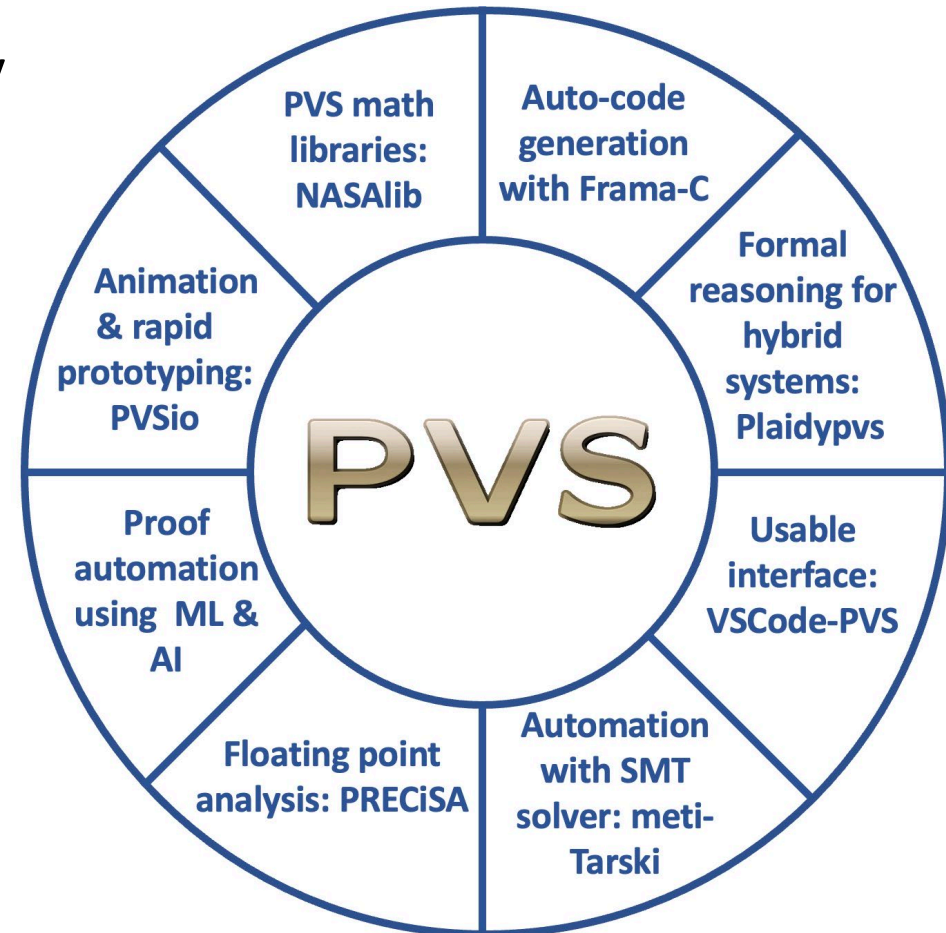 PVS math
libraries:
NASAlib
Auto-code
generation
with Frama-C
Formal
reasoning for
hybrid
systems:
Plaidypvs
Usable
interface:
VSCode-PVS
Automation
with SMT
solver: meti-
Tarski
Floating point
analysis: PRECiSA
Proof
automation
using ML &
AI
Animation
& rapid
prototyping:
PVSio
PVS